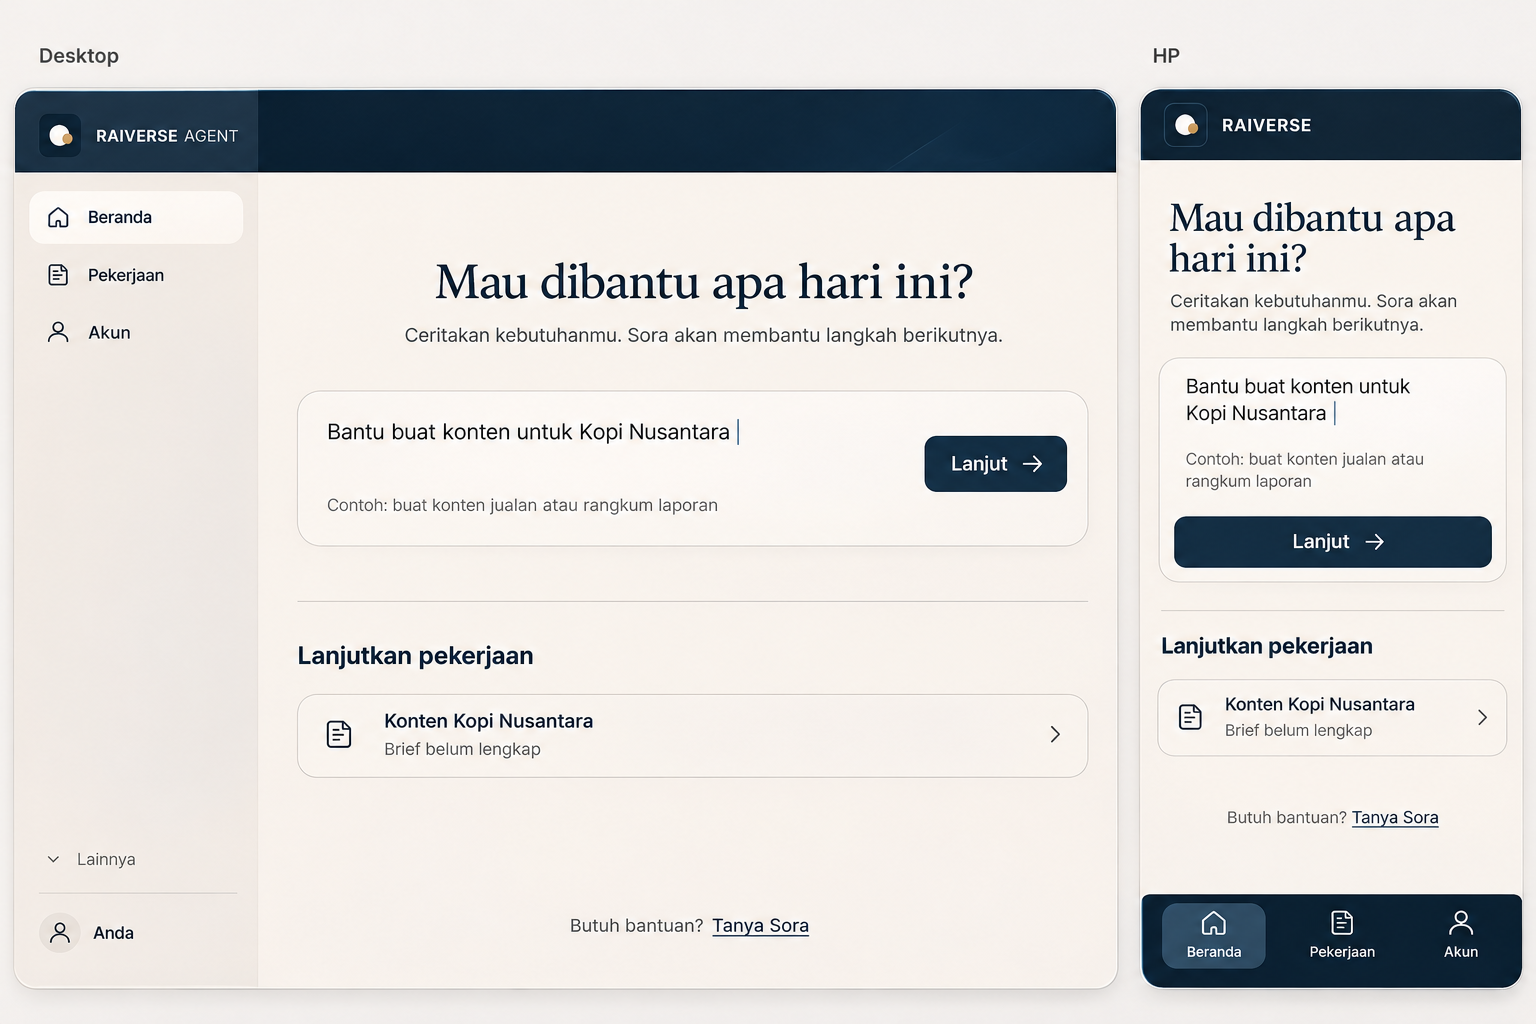 Desktop
RAIVERSE AGENT
Beranda
Pekerjaan
Akun
Lainnya
Anda
Mau dibantu apa hari ini?
Ceritakan kebutuhanmu. Sora akan membantu langkah berikutnya.
Bantu buat konten untuk Kopi Nusantara
Lanjut
Contoh: buat konten jualan atau rangkum laporan
Lanjutkan pekerjaan
Konten Kopi Nusantara
Brief belum lengkap
Butuh bantuan? Tanya Sora
HP
RAIVERSE
Mau dibantu apa
hari ini?
Ceritakan kebutuhanmu. Sora akan
membantu langkah berikutnya.
Bantu buat konten untuk
Kopi Nusantara
Contoh: buat konten jualan atau
rangkum laporan
Lanjut
Lanjutkan pekerjaan
Konten Kopi Nusantara
Brief belum lengkap
Butuh bantuan? Tanya Sora
Beranda
Pekerjaan
Akun